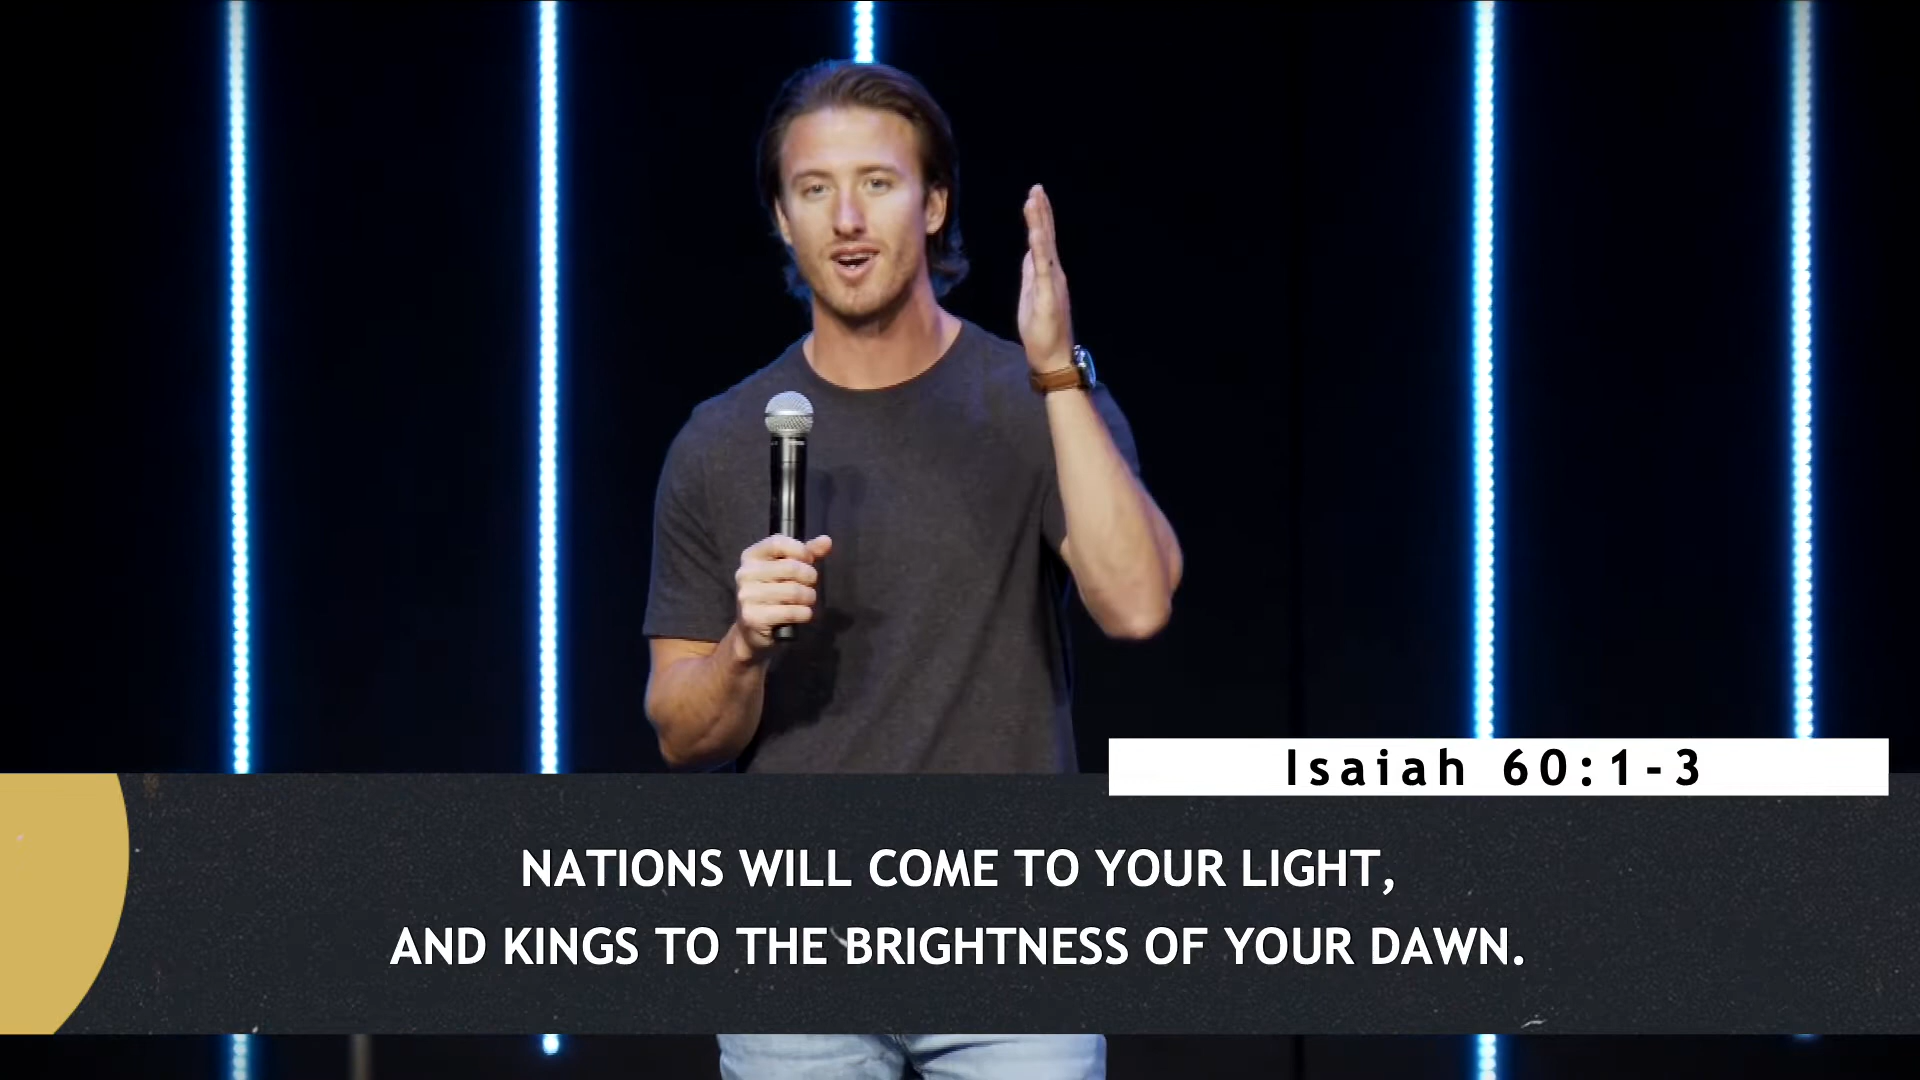 Isaiah 60:1-3
NATIONS WILL COME TO YOUR LIGHT,
AND KINGS TO THE BRIGHTNESS OF YOUR DAWN.